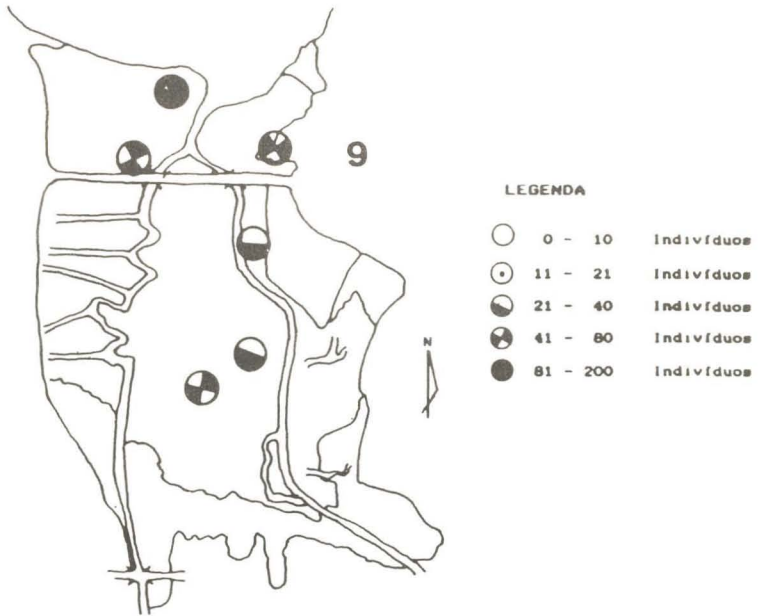 9
LEGENDA
0 - 10 Indivíduos
11 - 21 Indivíduos
21 - 40 Indivíduos
41 - 80 Indivíduos
81 - 200 Indivíduos
N